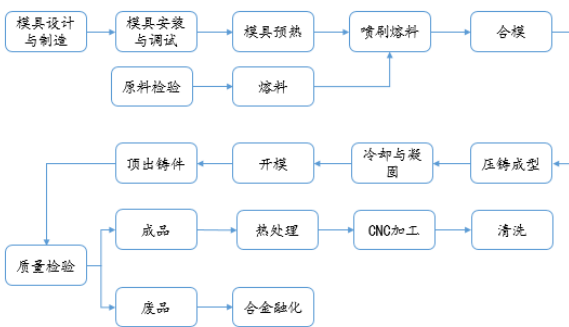 模具设计
与制造
模具安装
与调试
模具预热
喷刷熔料
合模
原料检验
熔料
顶出铸件
开模
冷却与凝
固
压铸成型
质量检验
成品
热处理
CNC加工
清洗
废品
合金融化